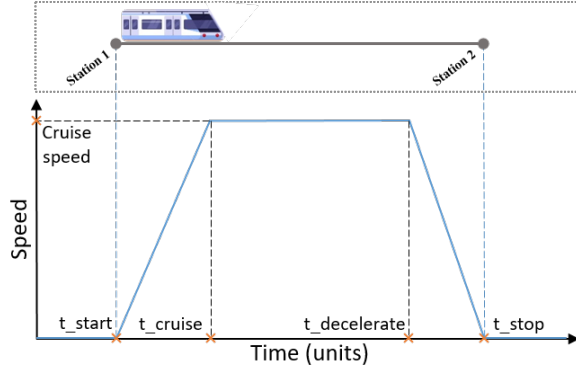 Station 1
Station 2
Cruise
speed
Speed
t_start
t_cruise
t_decelerate
t_stop
Time (units)